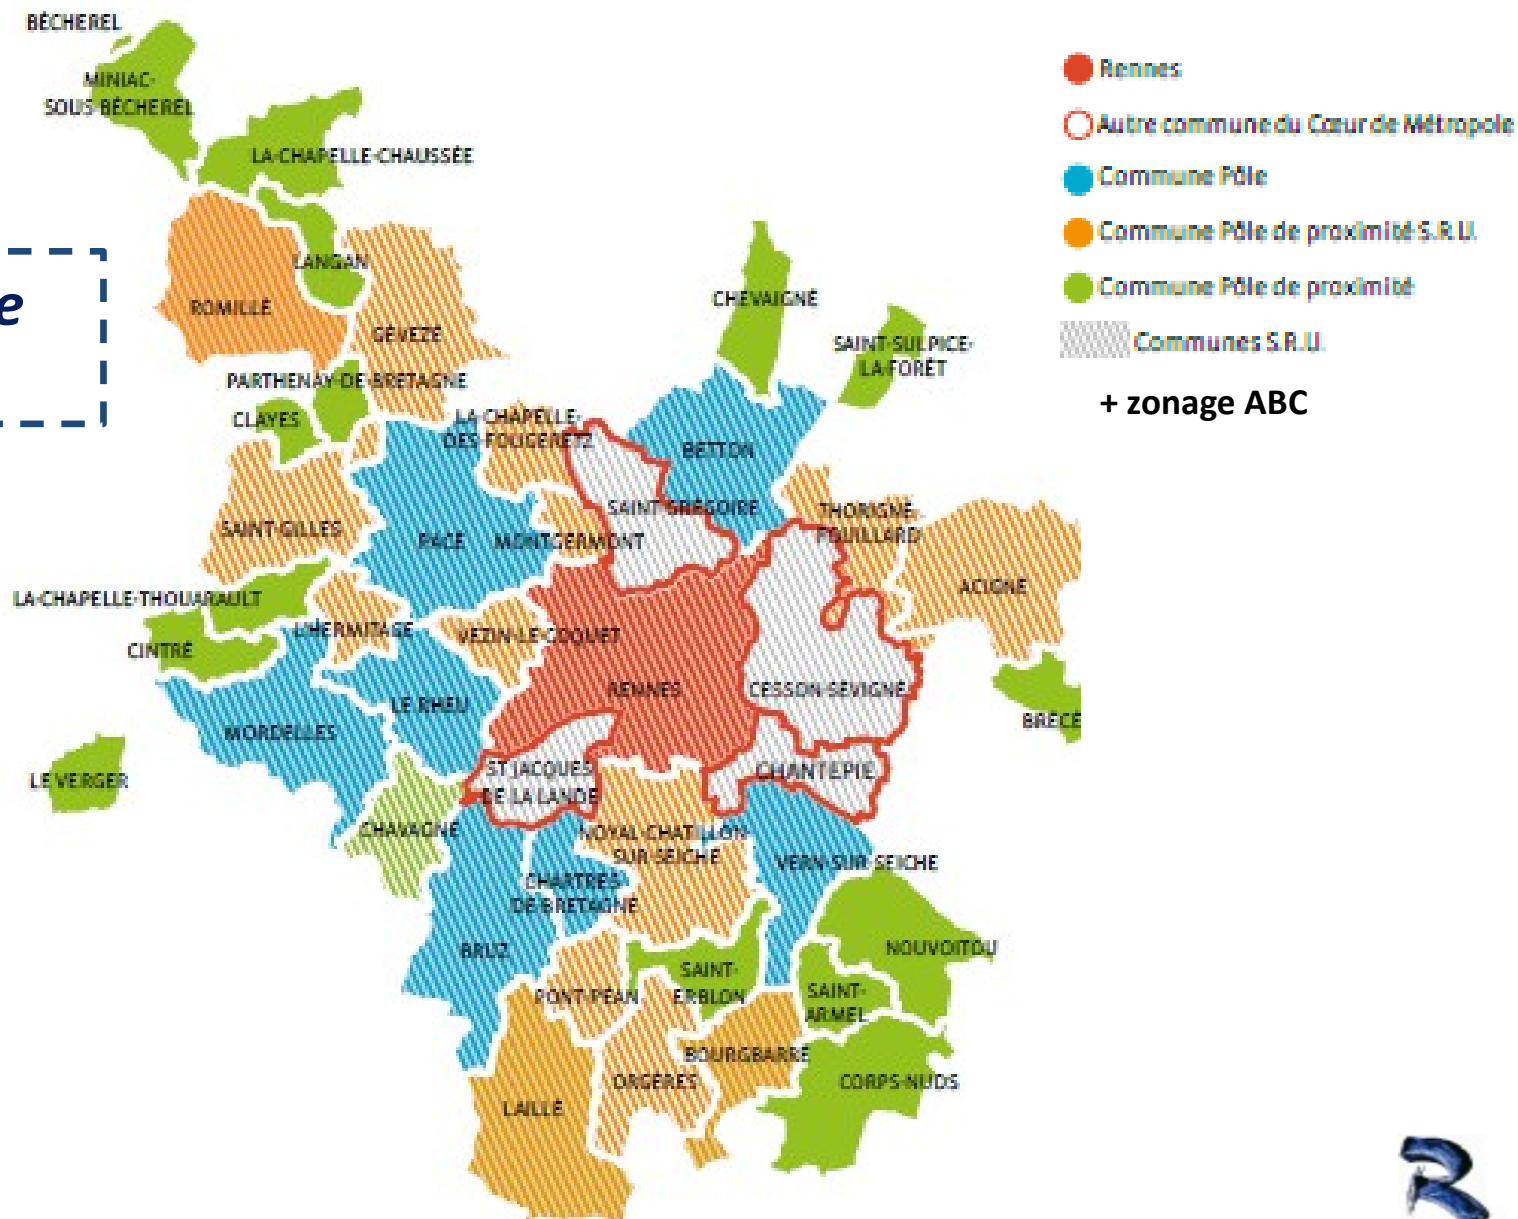 BÉCHEREL
MINIAC-
SOUS-BÉCHEREL
LA-CHAPELLE-CHAUSSÉE
LANGAN
ROMILLÉ
GÉVEZÉ
CHEVAIGNÉ
SAINT-SULPICE-
LA-FORÊT
PARTHENAY-DE-BRETAGNE
CLAYES
LA-CHAPELLE-
DES-FOUGERETZ
BETTON
SAINT-GRÉGOIRE
THORIGNÉ-
FOUILLARD
SAINT-GILLES
PACÉ
MONTGERMONT
ACIGNÉ
LA-CHAPELLE-THOUARAULT
L'HERMITAGE
VEZIN-LE-COQUET
CINTRÉ
RENNES
CESSON-SÉVIGNÉ
LE RHEU
BRÉCÉ
MORDELLES
LE VERGER
ST JACQUES
DE LA LANDE
CHANTEPIE
CHAVAGNE
NOYAL-CHATILLON
SUR-SEICHE
VERN-SUR-SEICHE
CHARTRES-
DE-BRETAGNE
BRUZ
NOUVOITOU
SAINT-
ERBLON
PONT-PÉAN
SAINT-
ARMEL
BOURGBARRÉ
ORGÈRES
CORPS-NUDS
LAILLÉ
e
Rennes
Autre commune du Cœur de Métropole
Commune Pôle
Commune Pôle de proximité S.R.U.
Commune Pôle de proximité
Communes S.R.U.
+ zonage ABC
R